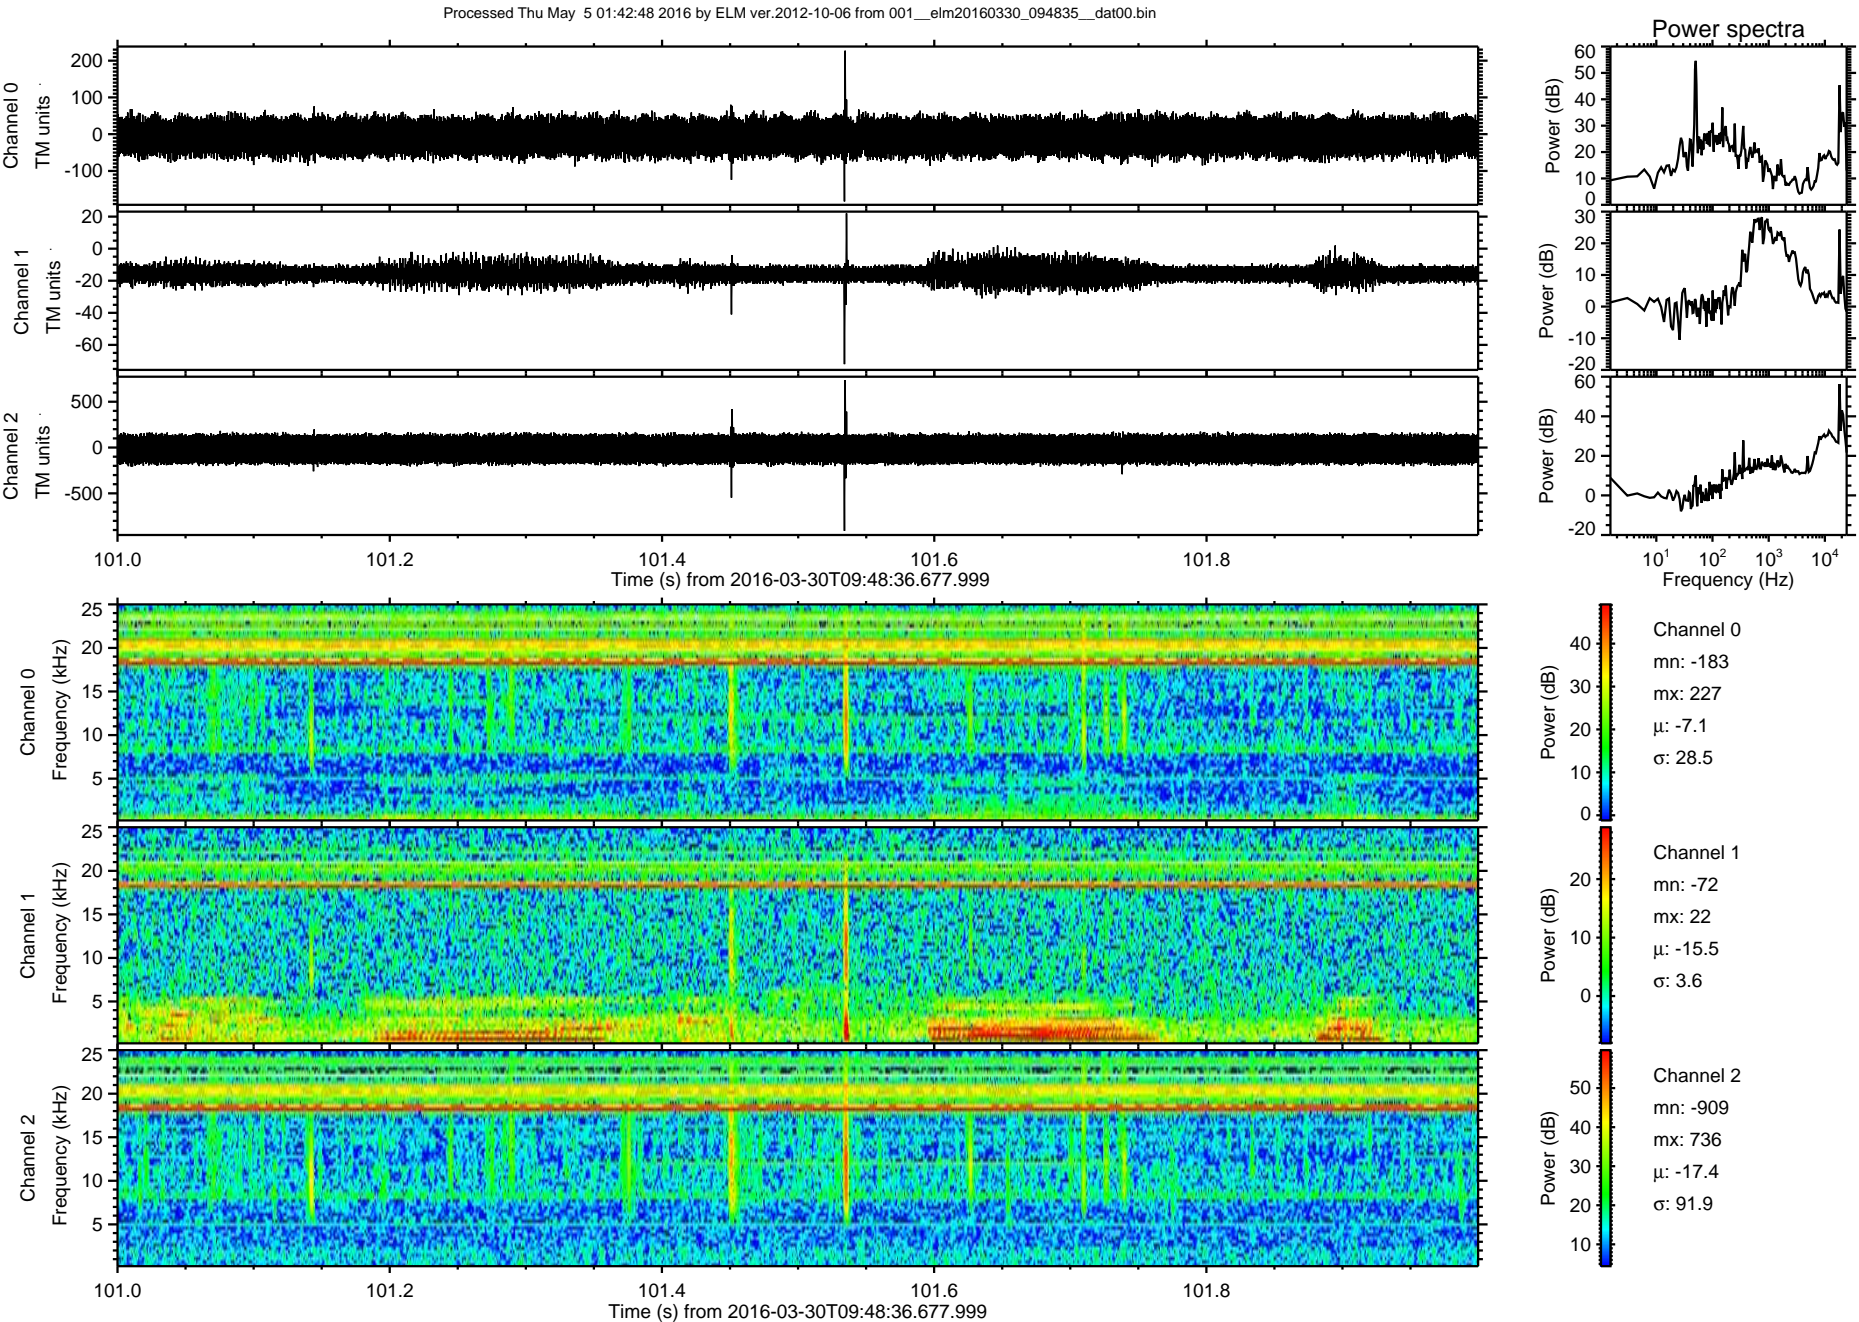 Processed Thu May  5 01:42:48 2016 by ELM ver.2012-10-06 from 001__elm20160330_094835__dat00.bin
Power spectra
Channel 0
TM units
200
100
0
-100
Power (dB)
60
50
40
30
20
10
0
Channel 1
TM units
20
0
-20
-40
-60
Power (dB)
30
20
10
0
-10
-20
Channel 2
TM units
500
0
-500
Power (dB)
60
40
20
0
-20
101.0 101.2 101.4 101.6 101.8
Time (s) from 2016-03-30T09:48:36.677.999
10¹ 10² 10³ 10⁴
Frequency (Hz)
Channel 0
Frequency (kHz)
25
20
15
10
5
Power (dB)
40
30
20
10
0
Channel 0
mn: -183
mx: 227
μ: -7.1
σ: 28.5
Channel 1
Frequency (kHz)
25
20
15
10
5
Power (dB)
20
10
0
Channel 1
mn: -72
mx: 22
μ: -15.5
σ: 3.6
Channel 2
Frequency (kHz)
25
20
15
10
5
Power (dB)
50
40
30
20
10
Channel 2
mn: -909
mx: 736
μ: -17.4
σ: 91.9
101.0 101.2 101.4 101.6 101.8
Time (s) from 2016-03-30T09:48:36.677.999